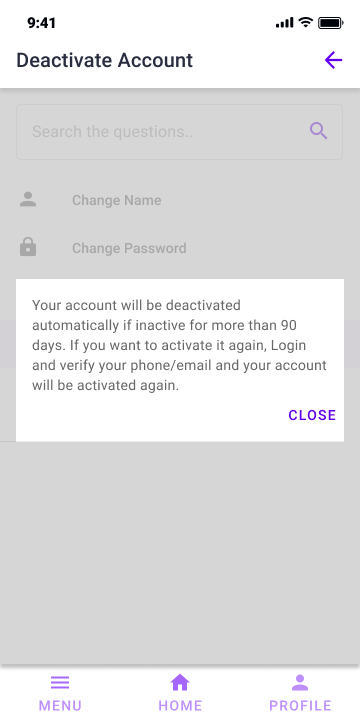 9:41
Deactivate Account
Search the questions..
Change Name
Change Password
Your account will be deactivated
automatically if inactive for more than 90
days. If you want to activate it again, Login
and verify your phone/email and your account
will be activated again.
CLOSE
MENU
HOME
PROFILE